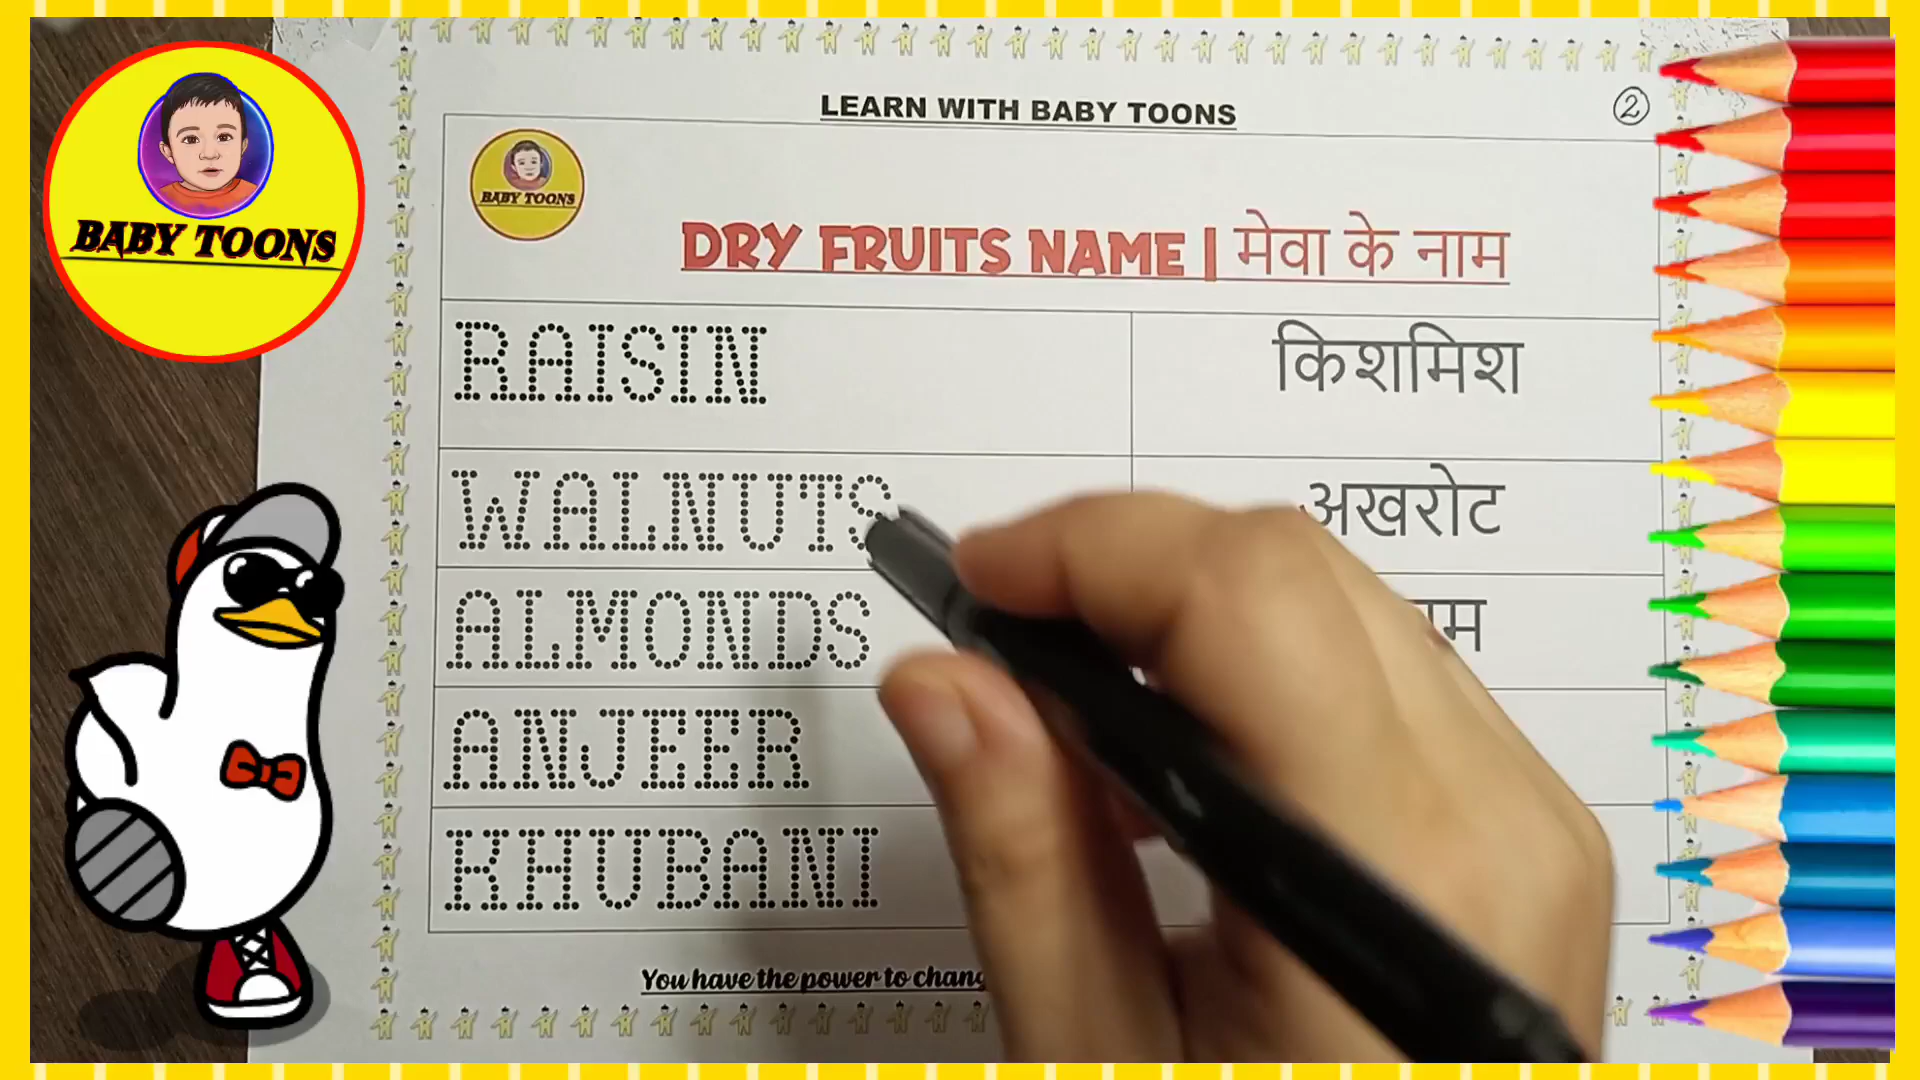 BABY TOONS
LEARN WITH BABY TOONS
2
BABY TOONS
DRY FRUITS NAME | मेवा के नाम
RAISIN किशमिश
WALNUTS अखरोट
ALMONDS
ANJEER
KHUBANI
You have the power to